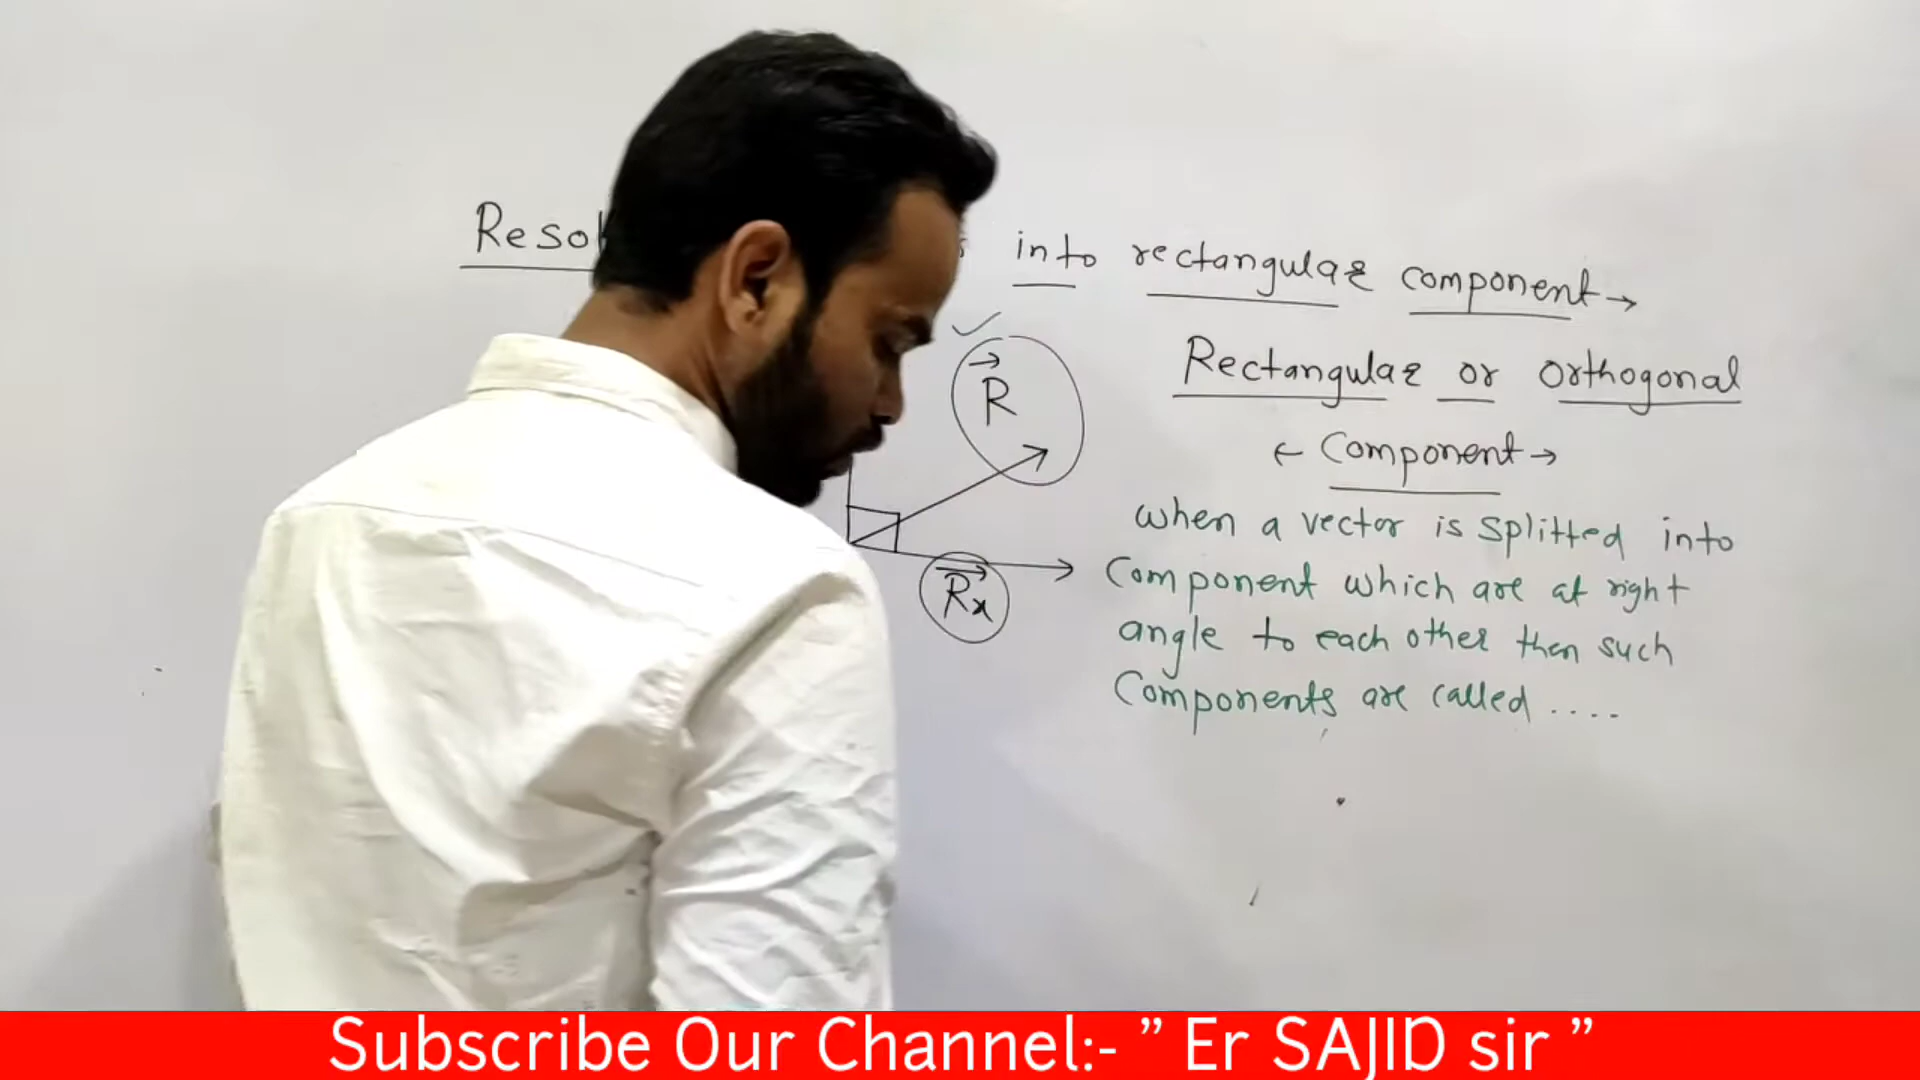 into rectangular component→
R
Rectangular or Orthogonal
← Component →
when a vector is splitted into
Component which are at right
Rx
angle to each other then such
Components are called ....
Subscribe Our Channel:- ” Er SAJID sir ”